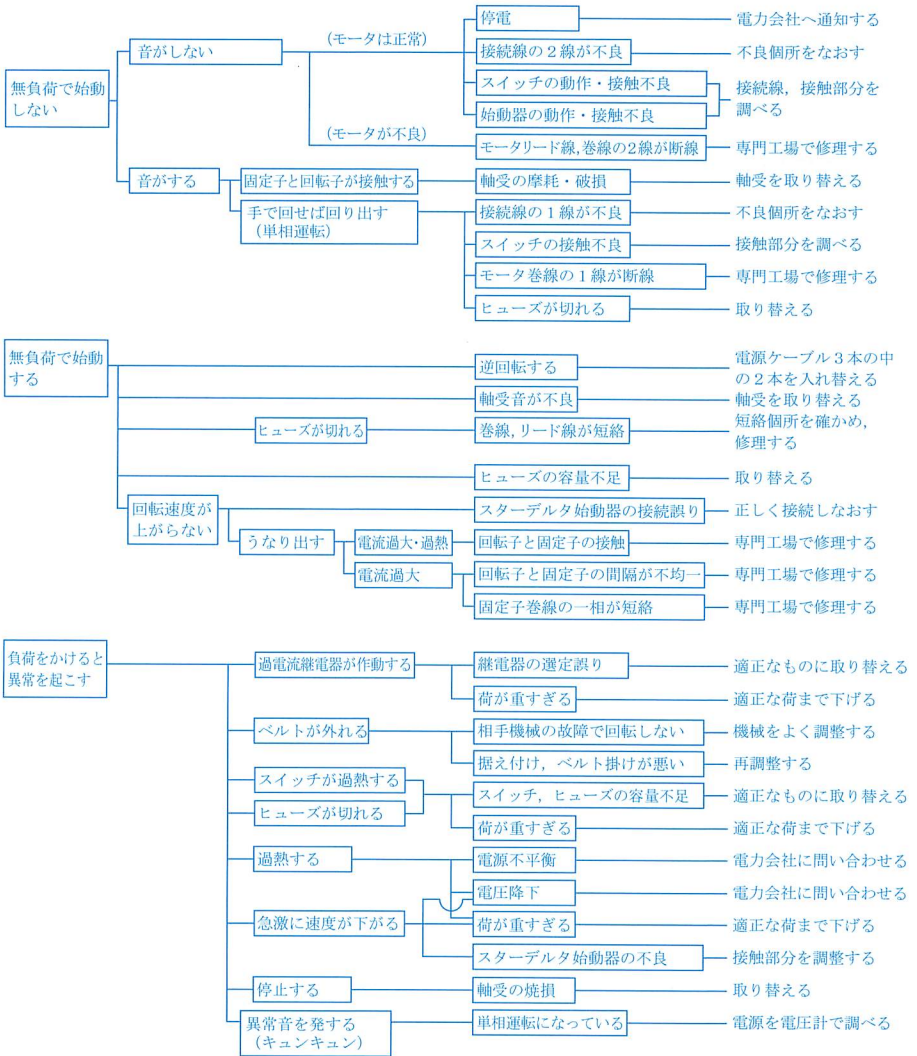 無負荷で始動
しない
音がしない
(モータは正常)
停電
電力会社へ通知する
接続線の2線が不良
不良個所をなおす
スイッチの動作・接触不良
始動器の動作・接触不良
接続線，接触部分を
調べる
(モータが不良)
モータリード線,巻線の2線が断線
専門工場で修理する
音がする
固定子と回転子が接触する
軸受の摩耗・破損
軸受を取り替える
手で回せば回り出す
(単相運転)
接続線の1線が不良
不良個所をなおす
スイッチの接触不良
接触部分を調べる
モータ巻線の1線が断線
専門工場で修理する
ヒューズが切れる
取り替える
無負荷で始動
する
逆回転する
電源ケーブル3本の中
の2本を入れ替える
軸受音が不良
軸受を取り替える
ヒューズが切れる
巻線,リード線が短絡
短絡個所を確かめ,
修理する
ヒューズの容量不足
取り替える
回転速度が
上がらない
スターデルタ始動器の接続誤り
正しく接続しなおす
うなり出す
電流過大・過熱
回転子と固定子の接触
専門工場で修理する
電流過大
回転子と固定子の間隔が不均一
専門工場で修理する
固定子巻線の一相が短絡
専門工場で修理する
負荷をかけると
異常を起こす
過電流継電器が作動する
継電器の選定誤り
適正なものに取り替える
荷が重すぎる
適正な荷まで下げる
ベルトが外れる
相手機械の故障で回転しない
機械をよく調整する
据え付け，ベルト掛けが悪い
再調整する
スイッチが過熱する
ヒューズが切れる
スイッチ，ヒューズの容量不足
適正なものに取り替える
荷が重すぎる
適正な荷まで下げる
過熱する
電源不平衡
電力会社に問い合わせる
電圧降下
電力会社に問い合わせる
急激に速度が下がる
荷が重すぎる
適正な荷まで下げる
スターデルタ始動器の不良
接触部分を調整する
停止する
軸受の焼損
取り替える
異常音を発する
(キュンキュン)
単相運転になっている
電源を電圧計で調べる